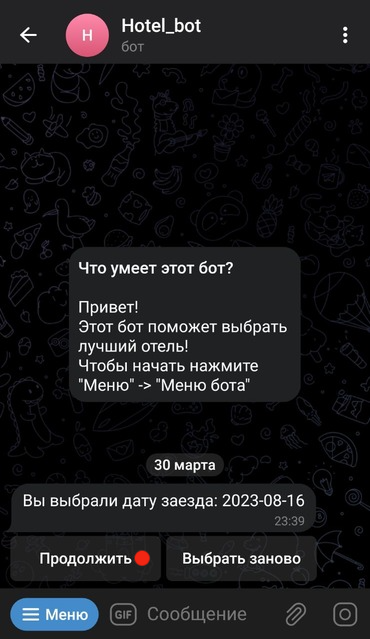 Hotel_bot
H
бот
Что умеет этот бот?
Привет!
Этот бот поможет выбрать
лучший отель!
Чтобы начать нажмите
"Меню" -> "Меню бота"
30 марта
Вы выбрали дату заезда: 2023-08-16
23:39
Продолжить
Выбрать заново
Меню
GIF
Сообщение